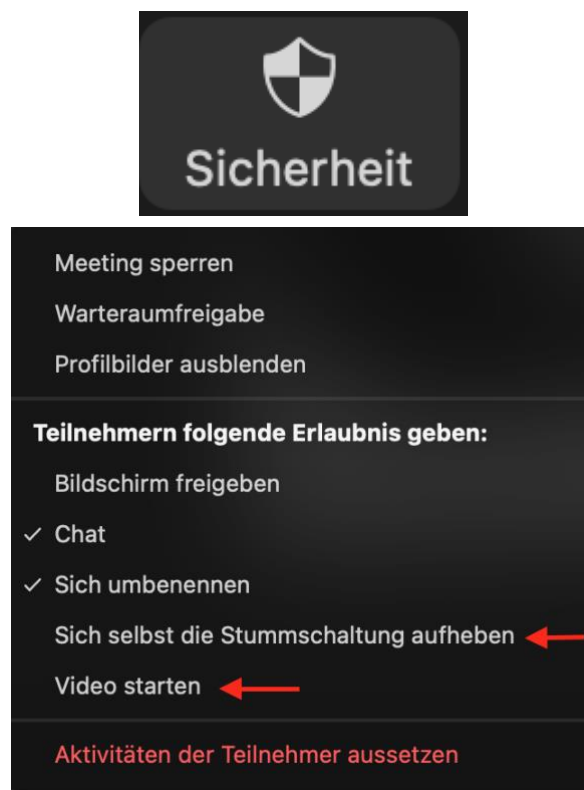 Sicherheit
Meeting sperren
Warteraumfreigabe
Profilbilder ausblenden
Teilnehmern folgende Erlaubnis geben:
Bildschirm freigeben
✓ Chat
✓ Sich umbenennen
Sich selbst die Stummschaltung aufheben
Video starten
Aktivitäten der Teilnehmer aussetzen